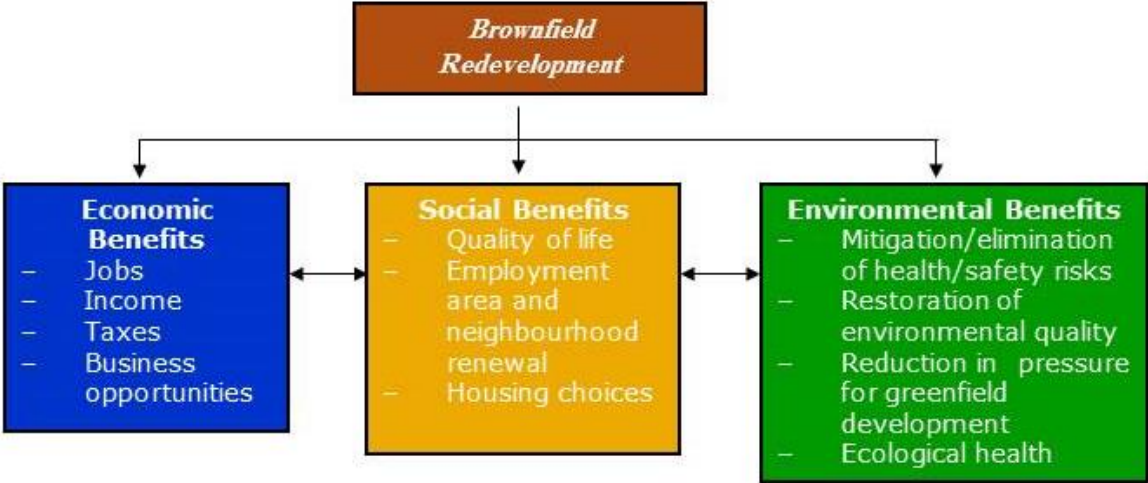 Brownfield
Redevelopment
Economic
Benefits
– Jobs
– Income
– Taxes
– Business
opportunities
Social Benefits
– Quality of life
– Employment
area and
neighbourhood
renewal
– Housing choices
Environmental Benefits
– Mitigation/elimination
of health/safety risks
– Restoration of
environmental quality
– Reduction in pressure
for greenfield
development
– Ecological health